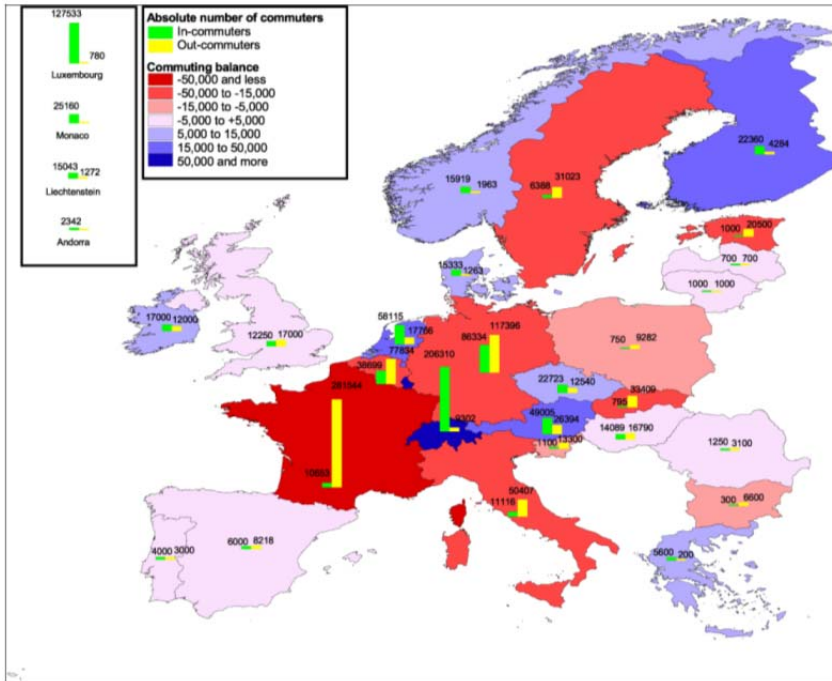 127533
780
Luxembourg
25160
Monaco
15043 1272
Liechtenstein
2342
Andorra
Absolute number of commuters
In-commuters
Out-commuters
Commuting balance
-50,000 and less
-50,000 to -15,000
-15,000 to -5,000
-5,000 to +5,000
5,000 to 15,000
15,000 to 50,000
50,000 and more
22360 4284
15919 1963
6388 31023
1000 20500
700 700
1000 1000
15333 1263
17000 12000
12250 17000
58115 17766
86334 117396
750 9282
38699 77834
206310 9302
22723 12540
795 33409
281544
10653
49005 26394
14089 16790
1100 13300
1250 3100
11116 50407
300 6600
6000 8218
4000 3000
5600 200